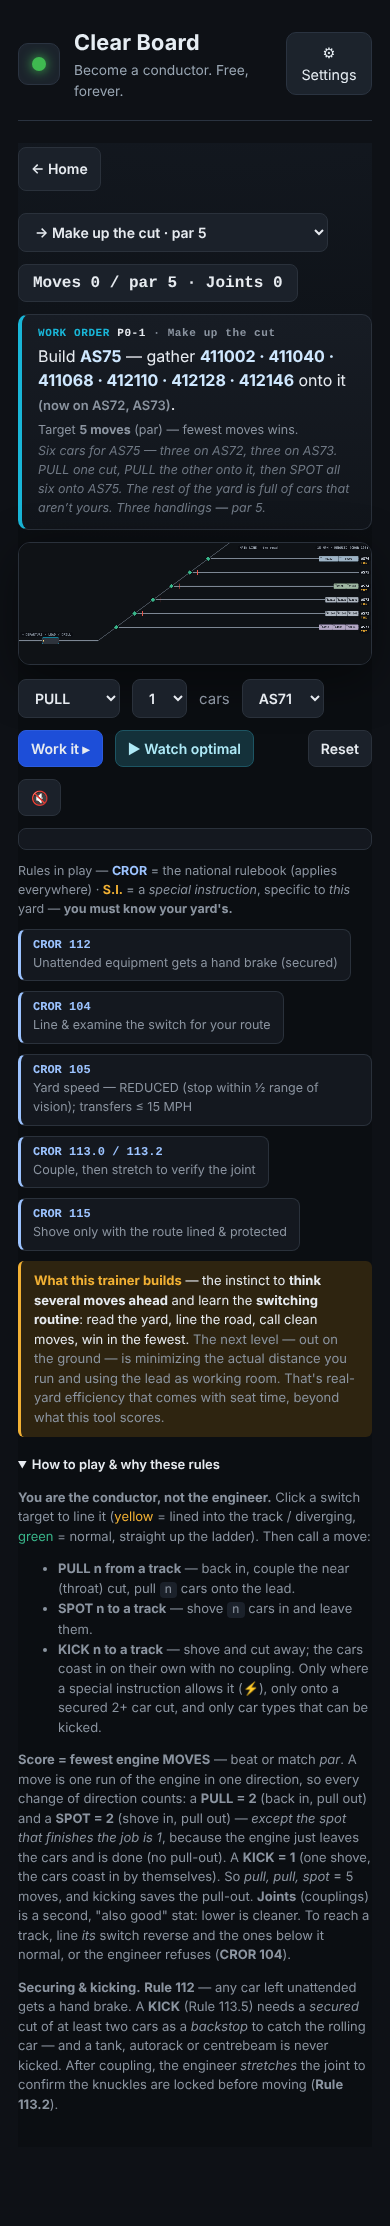 Clear Board
Become a conductor. Free,
forever.
⚙
Settings
← Home
→ Make up the cut · par 5
Moves 0 / par 5 · Joints 0
WORK ORDER P0-1 · Make up the cut
Build AS75 — gather 411002 · 411040 ·
411068 · 412110 · 412128 · 412146 onto it
(now on AS72, AS73).
Target 5 moves (par) — fewest moves wins.
Six cars for AS75 — three on AS72, three on AS73.
PULL one cut, PULL the other onto it, then SPOT all
six onto AS75. The rest of the yard is full of cars that
aren't yours. Three handlings — par 5.
PULL
1
cars
AS71
Work it ▸
▶ Watch optimal
Reset
🔇
Rules in play — CROR = the national rulebook (applies
everywhere) · S.I. = a special instruction, specific to this
yard — you must know your yard's.
CROR 112
Unattended equipment gets a hand brake (secured)
CROR 104
Line & examine the switch for your route
CROR 105
Yard speed — REDUCED (stop within ½ range of
vision); transfers ≤ 15 MPH
CROR 113.0 / 113.2
Couple, then stretch to verify the joint
CROR 115
Shove only with the route lined & protected
What this trainer builds — the instinct to think
several moves ahead and learn the switching
routine: read the yard, line the road, call clean
moves, win in the fewest. The next level — out on
the ground — is minimizing the actual distance you
run and using the lead as working room. That's real-
yard efficiency that comes with seat time, beyond
what this tool scores.
▼ How to play & why these rules
You are the conductor, not the engineer. Click a switch
target to line it (yellow = lined into the track / diverging,
green = normal, straight up the ladder). Then call a move:
• PULL n from a track — back in, couple the near
(throat) cut, pull n cars onto the lead.
• SPOT n to a track — shove n cars in and leave
them.
• KICK n to a track — shove and cut away; the cars
coast in on their own with no coupling. Only where
a special instruction allows it (⚡), only onto a
secured 2+ car cut, and only car types that can be
kicked.
Score = fewest engine MOVES — beat or match par. A
move is one run of the engine in one direction, so every
change of direction counts: a PULL = 2 (back in, pull out)
and a SPOT = 2 (shove in, pull out) — except the spot
that finishes the job is 1, because the engine just leaves
the cars and is done (no pull-out). A KICK = 1 (one shove,
the cars coast in by themselves). So pull, pull, spot = 5
moves, and kicking saves the pull-out. Joints (couplings)
is a second, "also good" stat: lower is cleaner. To reach a
track, line its switch reverse and the ones below it
normal, or the engineer refuses (CROR 104).
Securing & kicking. Rule 112 — any car left unattended
gets a hand brake. A KICK (Rule 113.5) needs a secured
cut of at least two cars as a backstop to catch the rolling
car — and a tank, autorack or centrebeam is never
kicked. After coupling, the engineer stretches the joint to
confirm the knuckles are locked before moving (Rule
113.2).